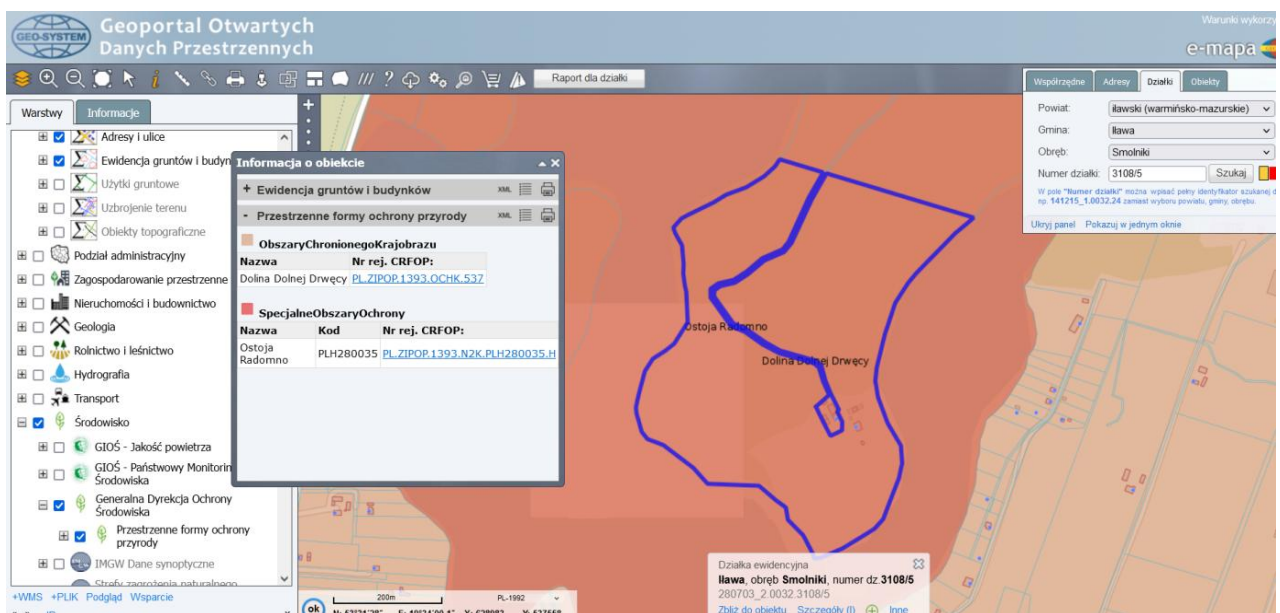 GEO-SYSTEM
Geoportal Otwartych
Danych Przestrzennych
e-mapa
Raport dla działki
Warstwy Informacje
Adresy i ulice
Użytki gruntowe
Uzbrojenie terenu
Obiekty topograficzne
Podział administracyjny
Zagospodarowanie przestrzenne
Nieruchomości i budownictwo
Geologia
Rolnictwo i leśnictwo
Hydrografia
Transport
Środowisko
GIOŚ - Jakość powietrza
GIOŚ - Państwowy Monitorin
Środowiska
Generalna Dyrekcja Ochrony
Środowiska
Przestrzenne formy ochrony
przyrody
IMGW Dane synoptyczne
+WMS +PLIK Podgląd Wsparcie
Informacja o obiekcie
+ Ewidencja gruntów i budynków XML
- Przestrzenne formy ochrony przyrody XML
ObszaryChronionegoKrajobrazu
Nazwa Nr rej. CRFOP:
Dolina Dolnej Drwęcy PL.ZIPOP.1393.OCHK.537
SpecjalneObszaryOchrony
Nazwa Kod Nr rej. CRFOP:
Ostoja
Radomno PLH280035 PL.ZIPOP.1393.N2K.PLH280035.H
Ostoja Radomno
Dolina Dolnej Drwęcy
Współrzędne Adresy Działki Obiekty
Powiat: iławski (warmińsko-mazurskie)
Gmina: Iława
Obręb: Smolniki
Numer działki: 3108/5 Szukaj
W pole "Numer działki" można wpisać pełny identyfikator szukanej d
np. 141215_1.0032.24 zamiast wyboru powiatu, gminy, obrębu.
Ukryj panel Pokazuj w jednym oknie
Działka ewidencyjna
Iława, obręb Smolniki, numer dz. 3108/5
280703_2.0032.3108/5
Zbliż do obiektu Szczegóły (I) Inne
200m PL-1992
ok